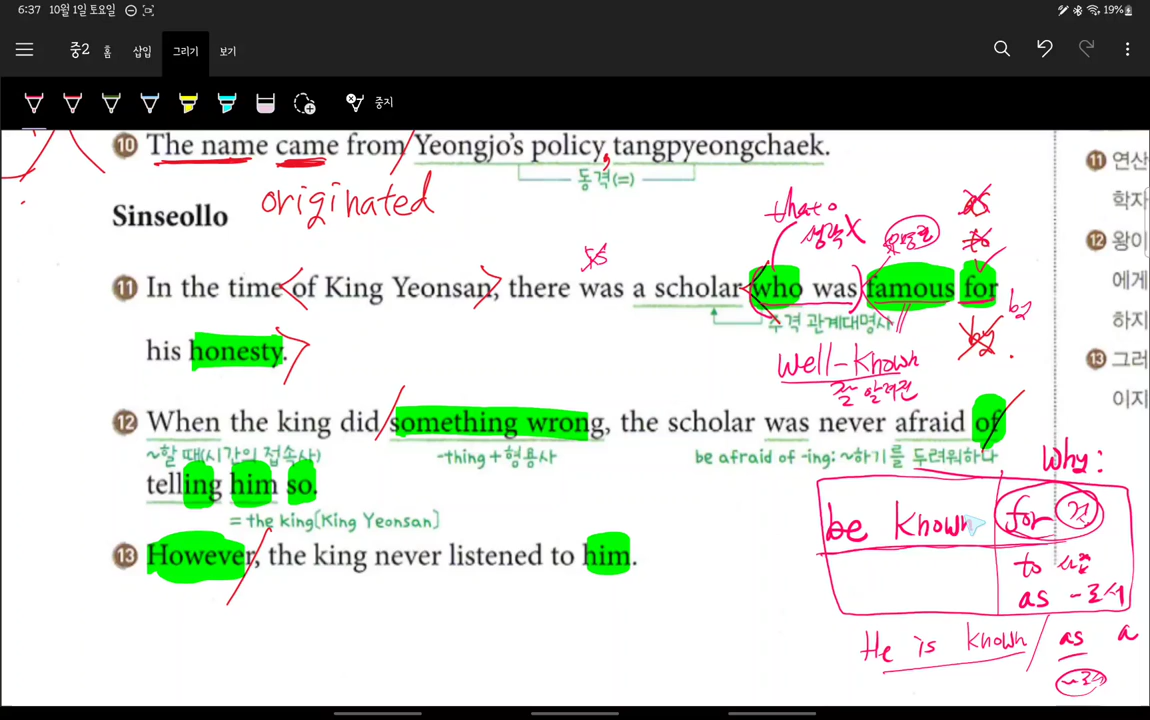 6:37 10월 1일 토요일 19%
중2 홈 삽입 그리기 보기
중지
10 The name came from Yeongjo's policy, tangpyeongchaek.
동격(=)
originated
Sinseollo
that
생략X
as
to
11 In the time of King Yeonsan, there was a scholar who was famous for
by
주격 관계대명사
his honesty.
well-known
잘 알려진
12 When the king did something wrong, the scholar was never afraid of
~할 때(시간의 접속사) -thing+형용사 be afraid of -ing: ~하기를 두려워하다
telling him so.
= the king(King Yeonsan)
Why:
be known for
to
as -로서
13 However, the king never listened to him.
He is known / as a
11 연산
학자
12 왕이
에게
하지
13 그러
이지